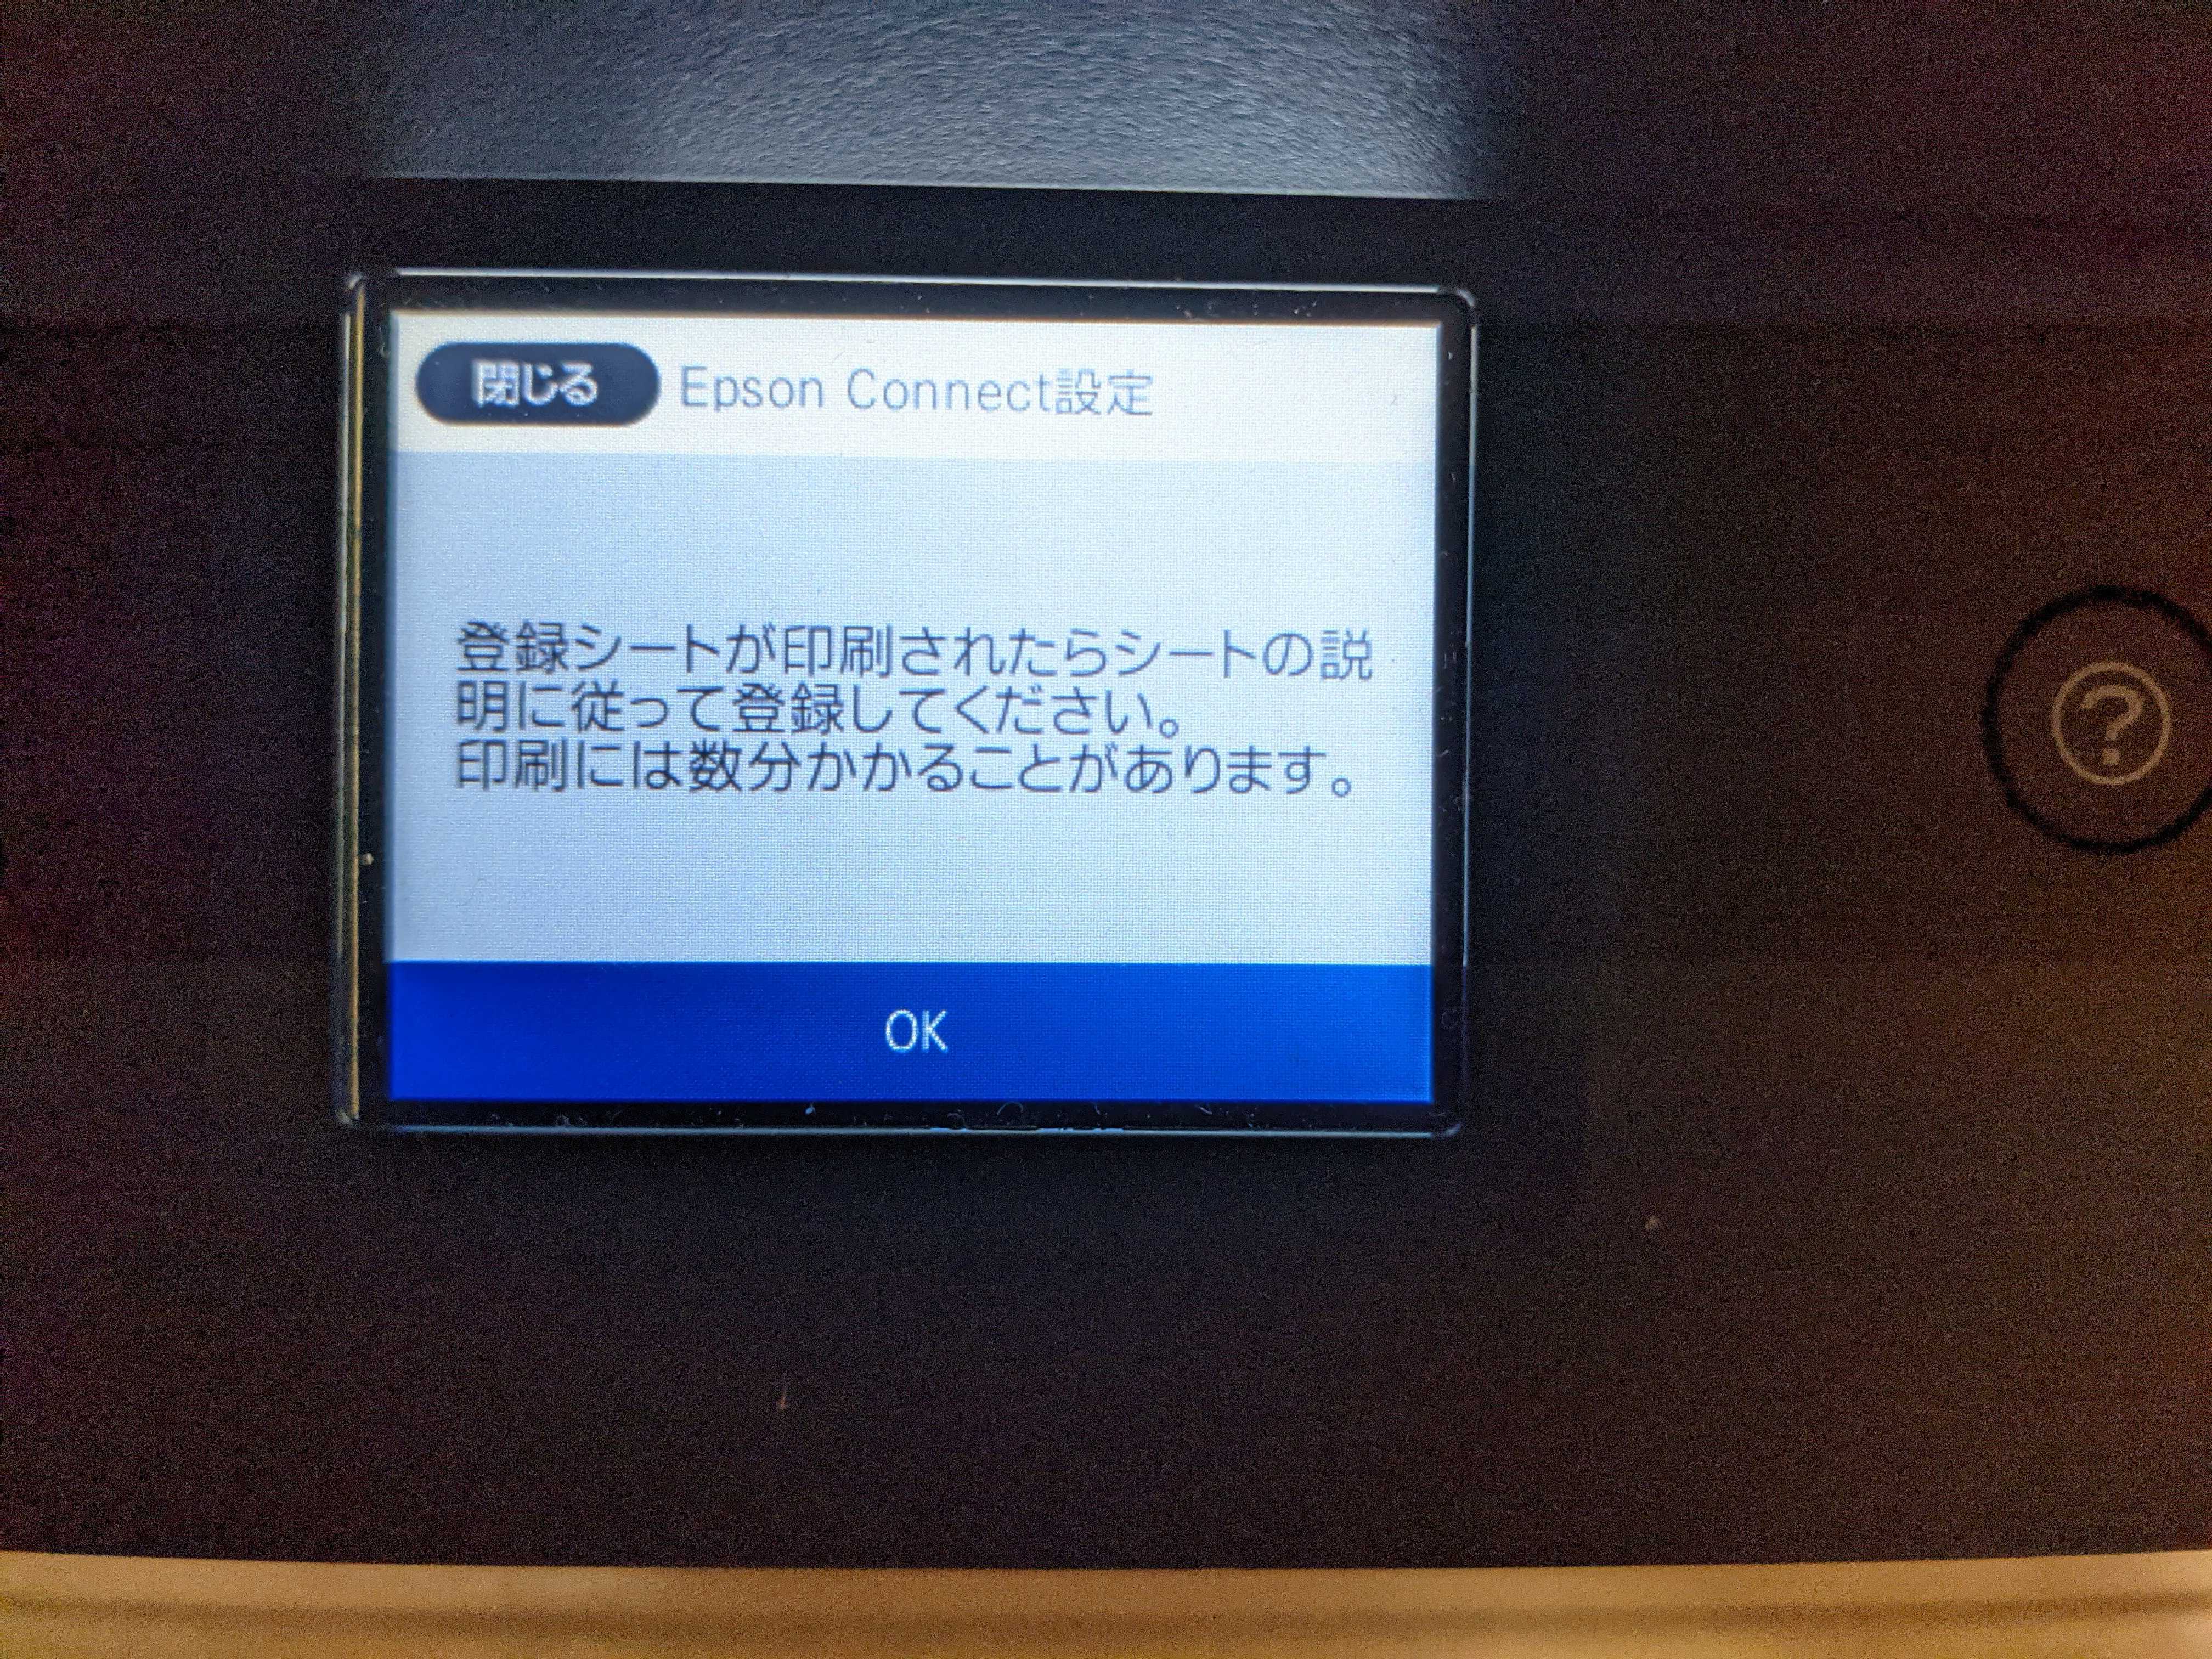 閉じる Epson Connect設定
登録シートが印刷されたらシートの説
明に従って登録してください。
印刷には数分かかることがあります。
OK
?